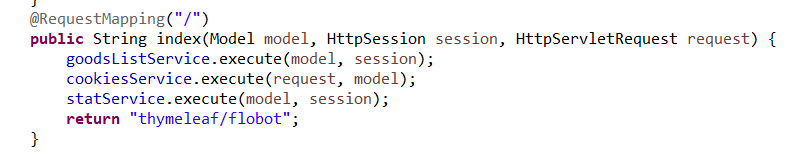 }
@RequestMapping("/")
public String index(Model model, HttpSession session, HttpServletRequest request) {
    goodsListService.execute(model, session);
    cookiesService.execute(request, model);
    statService.execute(model, session);
    return "thymeleaf/flobot";
}